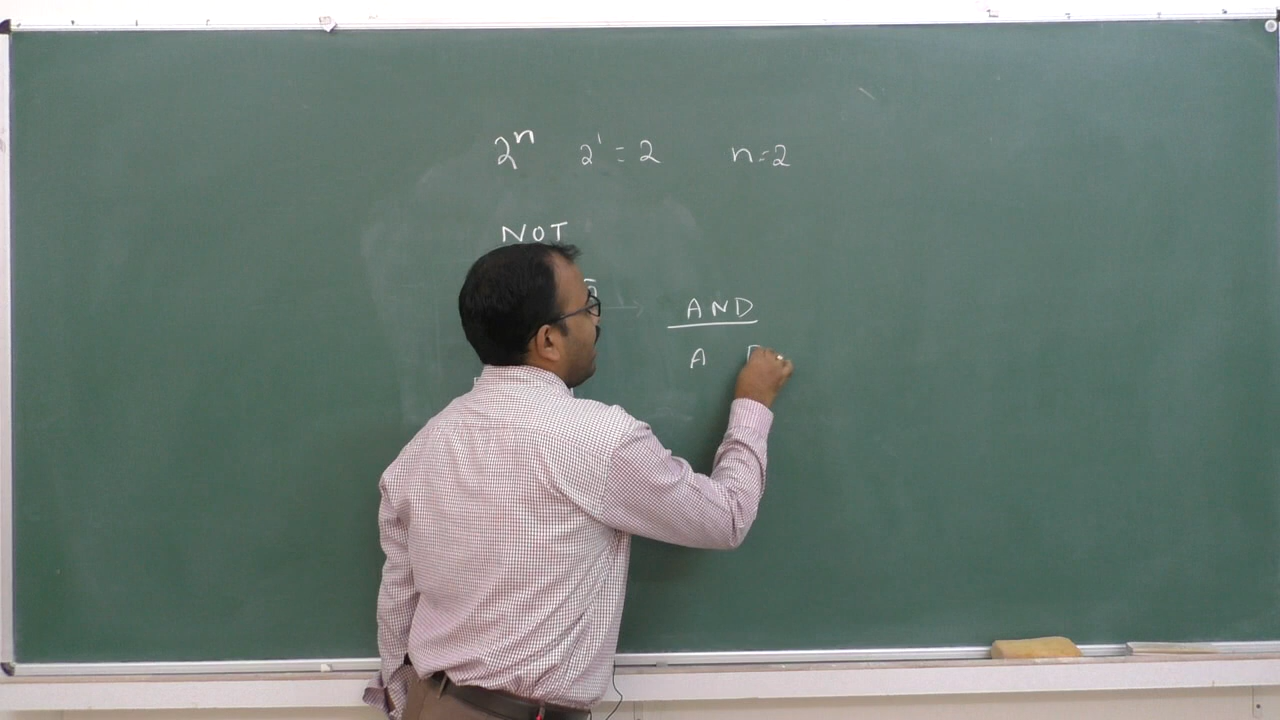 2ⁿ 2¹ = 2 n=2
NOT
AND
A